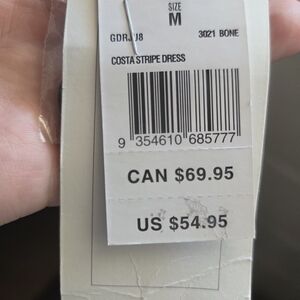 SIZE
M
3021 BONE
COSTA STRIPE DRESS
9 354610 685777
CAN $69.95
US $54.95